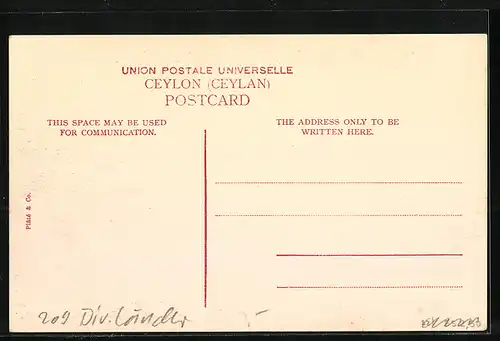 UNION POSTALE UNIVERSELLE
CEYLON (CEYLAN)
POSTCARD
THIS SPACE MAY BE USED
FOR COMMUNICATION.
THE ADDRESS ONLY TO BE
WRITTEN HERE.
Plâté & Co.
209 Div. Länder